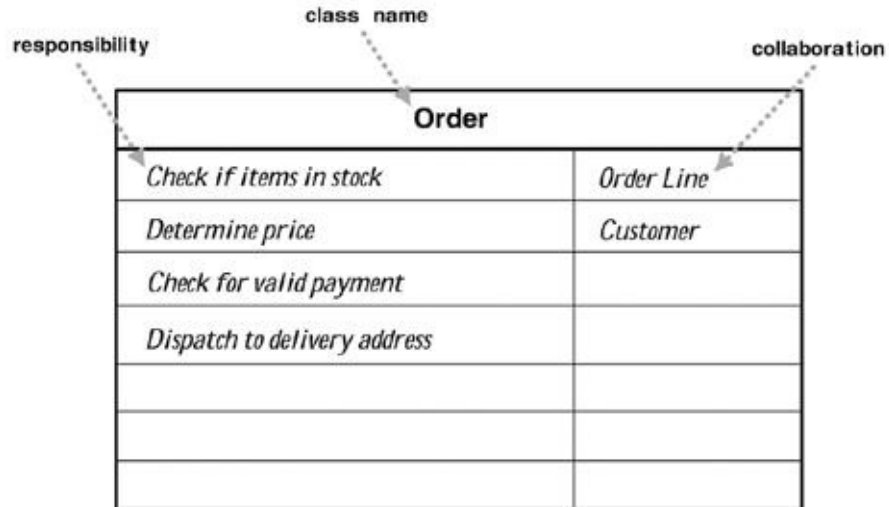 class name
responsibility
collaboration
Order
Check if items in stock Order Line
Determine price Customer
Check for valid payment
Dispatch to delivery address